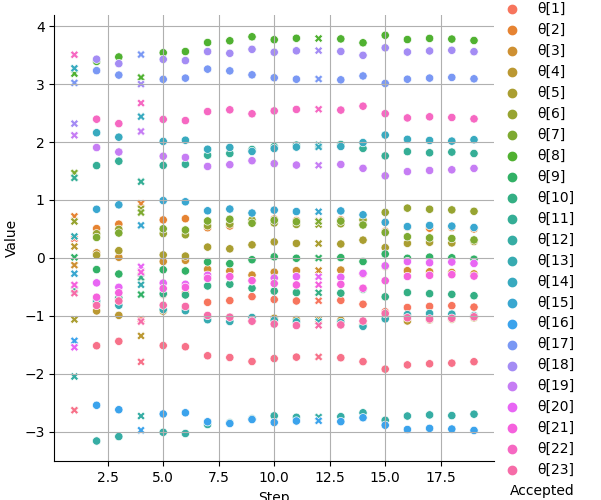 4
3
2
1
0
−1
−2
−3
Value
2.5
5.0
7.5
10.0
12.5
15.0
17.5
Step
θ[1]
θ[2]
θ[3]
θ[4]
θ[5]
θ[6]
θ[7]
θ[8]
θ[9]
θ[10]
θ[11]
θ[12]
θ[13]
θ[14]
θ[15]
θ[16]
θ[17]
θ[18]
θ[19]
θ[20]
θ[21]
θ[22]
θ[23]
Accepted